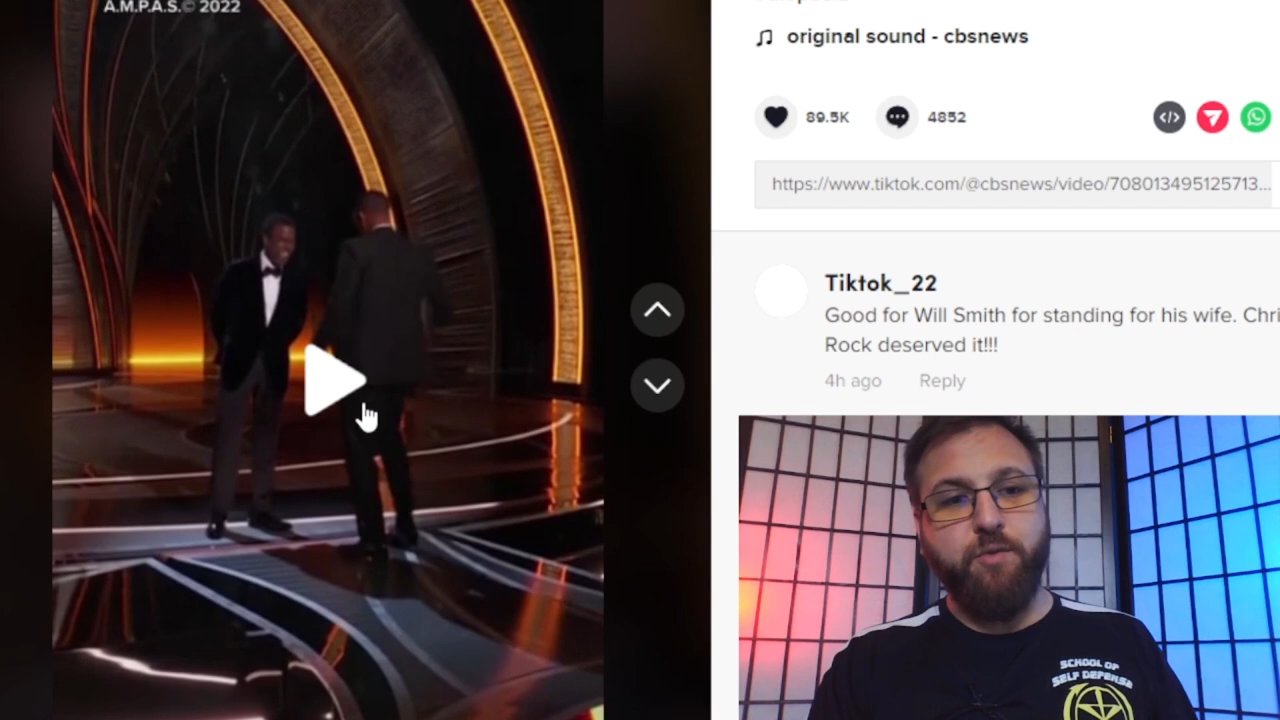 A.M.P.A.S.© 2022
original sound - cbsnews
89.5K
4852
https://www.tiktok.com/@cbsnews/video/708013495125713...
Tiktok_22
Good for Will Smith for standing for his wife. Chri
Rock deserved it!!!
4h ago Reply
SCHOOL OF
SELF DEFENSE